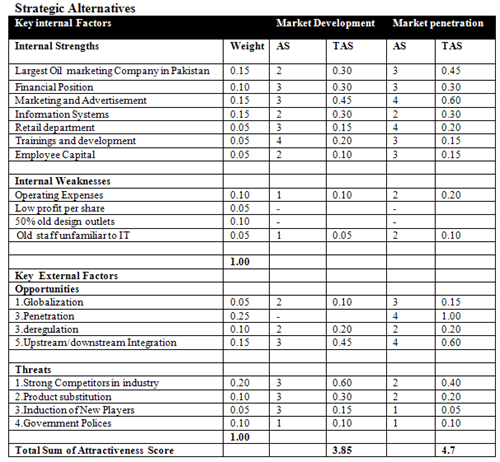 Strategic Alternatives
Key internal Factors Market Development Market penetration
Internal Strengths Weight AS TAS AS TAS
Largest Oil marketing Company in Pakistan 0.15 2 0.30 3 0.45
Financial Position 0.10 3 0.30 3 0.30
Marketing and Advertisement 0.15 3 0.45 4 0.60
Information Systems 0.15 2 0.30 2 0.30
Retail department 0.05 3 0.15 4 0.20
Trainings and development 0.05 4 0.20 3 0.15
Employee Capital 0.05 2 0.10 3 0.15
Internal Weaknesses
Operating Expenses 0.10 1 0.10 2 0.20
Low profit per share 0.05 - -
50% old design outlets 0.10 - -
Old staff unfamiliar to IT 0.05 1 0.05 2 0.10
1.00
Key External Factors
Opportunities
1.Globalization 0.05 2 0.10 3 0.15
3.Penetration 0.25 - 4 1.00
3.deregulation 0.10 2 0.20 2 0.20
5.Upstream/downstream Integration 0.15 3 0.45 4 0.60
Threats
1.Strong Competitors in industry 0.20 3 0.60 2 0.40
2.Product substitution 0.10 3 0.30 2 0.20
3.Induction of New Players 0.05 3 0.15 1 0.05
4.Government Polices 0.10 1 0.10 1 0.10
1.00
Total Sum of Attractiveness Score 3.85 4.7